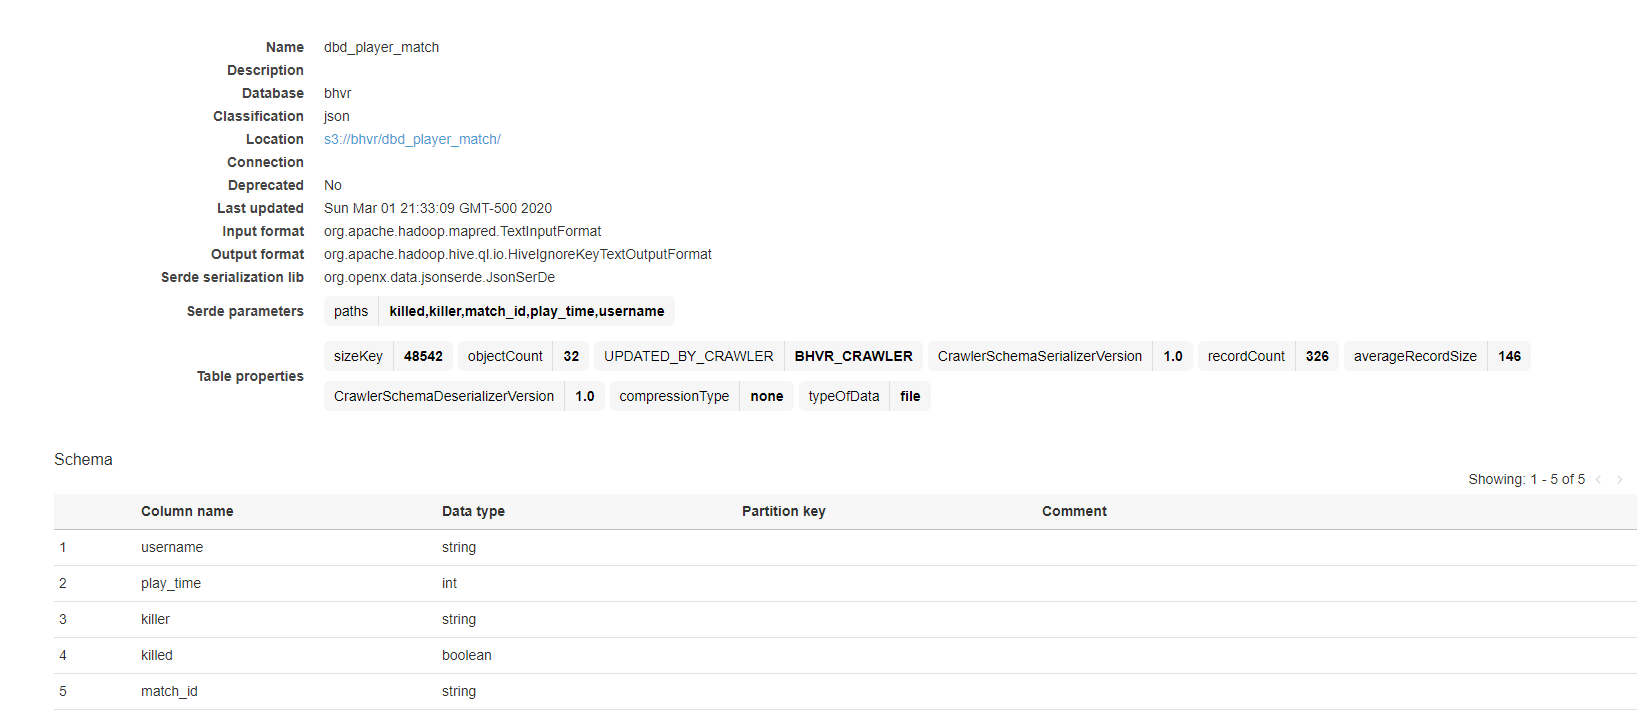 Name dbd_player_match
Description
Database bhvr
Classification json
Location s3://bhvr/dbd_player_match/
Connection
Deprecated No
Last updated Sun Mar 01 21:33:09 GMT-500 2020
Input format org.apache.hadoop.mapred.TextInputFormat
Output format org.apache.hadoop.hive.ql.io.HiveIgnoreKeyTextOutputFormat
Serde serialization lib org.openx.data.jsonserde.JsonSerDe
Serde parameters paths killed,killer,match_id,play_time,username
Table properties
sizeKey 48542 objectCount 32 UPDATED_BY_CRAWLER BHVR_CRAWLER CrawlerSchemaSerializerVersion 1.0 recordCount 326 averageRecordSize 146
CrawlerSchemaDeserializerVersion 1.0 compressionType none typeOfData file
Schema
Showing: 1 - 5 of 5 < >
Column name Data type Partition key Comment
1 username string
2 play_time int
3 killer string
4 killed boolean
5 match_id string